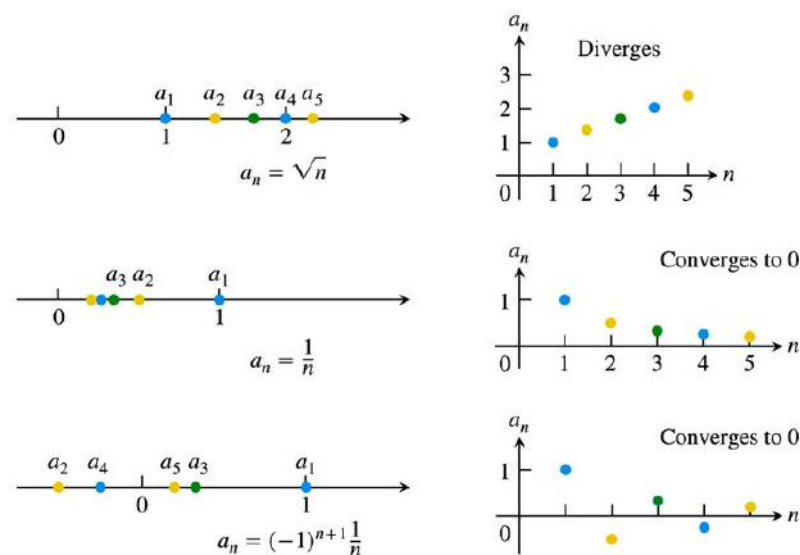 a₁ a₂ a₃ a₄ a₅
0 1 2
aₙ = √n
aₙ
Diverges
3
2
1
0 1 2 3 4 5 n
a₃ a₂ a₁
0 1
aₙ = 1/n
aₙ
Converges to 0
1
0 1 2 3 4 5 n
a₂ a₄ a₅ a₃ a₁
0 1
aₙ = (−1)ⁿ⁺¹ 1/n
aₙ
Converges to 0
1
0
n